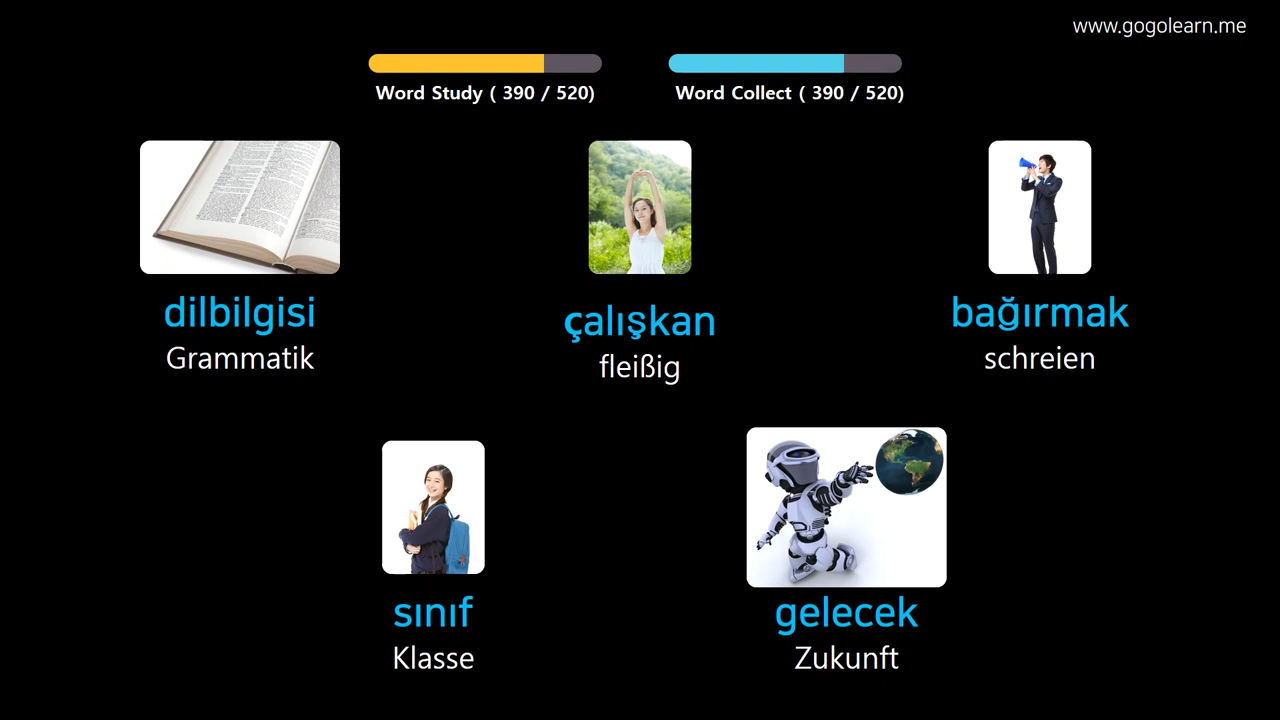 www.gogolearn.me
Word Study ( 390 / 520)
Word Collect ( 390 / 520)
dilbilgisi
Grammatik
çalışkan
fleißig
bağırmak
schreien
sınıf
Klasse
gelecek
Zukunft